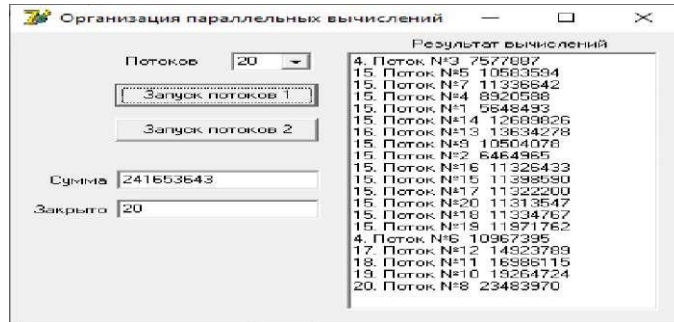 Организация параллельных вычислений
Результат вычислений
Потоков 20
Запуск потоков 1
Запуск потоков 2
Сумма 241653643
Закрыто 20
4. Поток №3 7577887
15. Поток №5 10583594
15. Поток №7 11336642
15. Поток №4 8920588
15. Поток №1 5648493
15. Поток №14 12689826
16. Поток №13 13634278
15. Поток №9 10504078
15. Поток №2 6464965
15. Поток №16 11326433
15. Поток №15 11398590
15. Поток №17 11322200
15. Поток №20 11313547
15. Поток №18 11334767
15. Поток №19 11971762
4. Поток №6 10967395
17. Поток №12 14923789
18. Поток №11 16986115
19. Поток №10 19264724
20. Поток №8 23483970